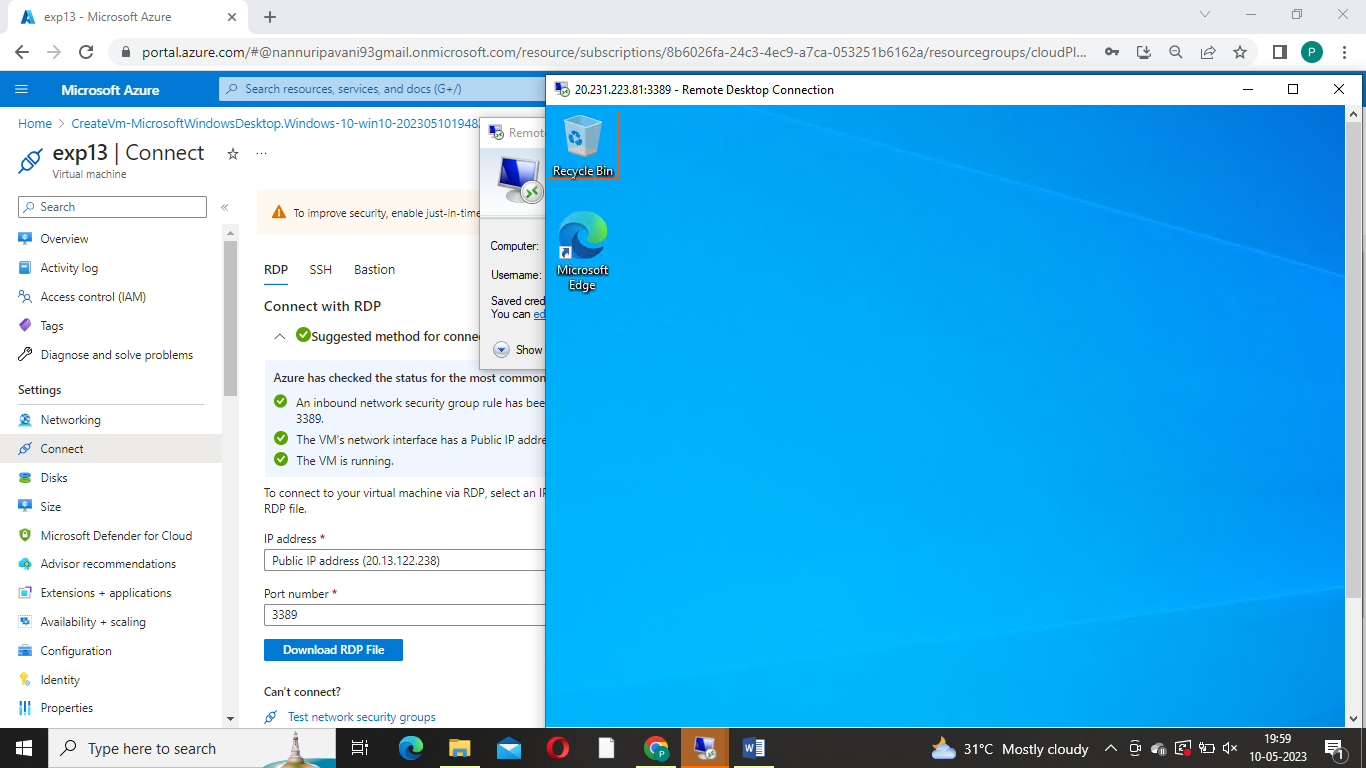 exp13 - Microsoft Azure
portal.azure.com/#@nannuripavani93gmail.onmicrosoft.com/resource/subscriptions/8b6026fa-24c3-4ec9-a7ca-053251b6162a/resourcegroups/cloudPl...
P
Microsoft Azure
Search resources, services, and docs (G+/)
Home > CreateVm-MicrosoftWindowsDesktop.Windows-10-win10-202305101948
exp13 | Connect
Virtual machine
Search
Overview
Activity log
Access control (IAM)
Tags
Diagnose and solve problems
Settings
Networking
Connect
Disks
Size
Microsoft Defender for Cloud
Advisor recommendations
Extensions + applications
Availability + scaling
Configuration
Identity
Properties
To improve security, enable just-in-time
RDP SSH Bastion
Connect with RDP
Suggested method for conne
Azure has checked the status for the most common
An inbound network security group rule has bee
3389.
The VM's network interface has a Public IP addre
The VM is running.
To connect to your virtual machine via RDP, select an IP
RDP file.
IP address *
Public IP address (20.13.122.238)
Port number *
3389
Download RDP File
Can't connect?
Test network security groups
Remot
Computer:
Username:
Saved cred
You can ed
Show
20.231.223.81:3389 - Remote Desktop Connection
Recycle Bin
Microsoft
Edge
Type here to search
31°C Mostly cloudy
19:59
10-05-2023
1